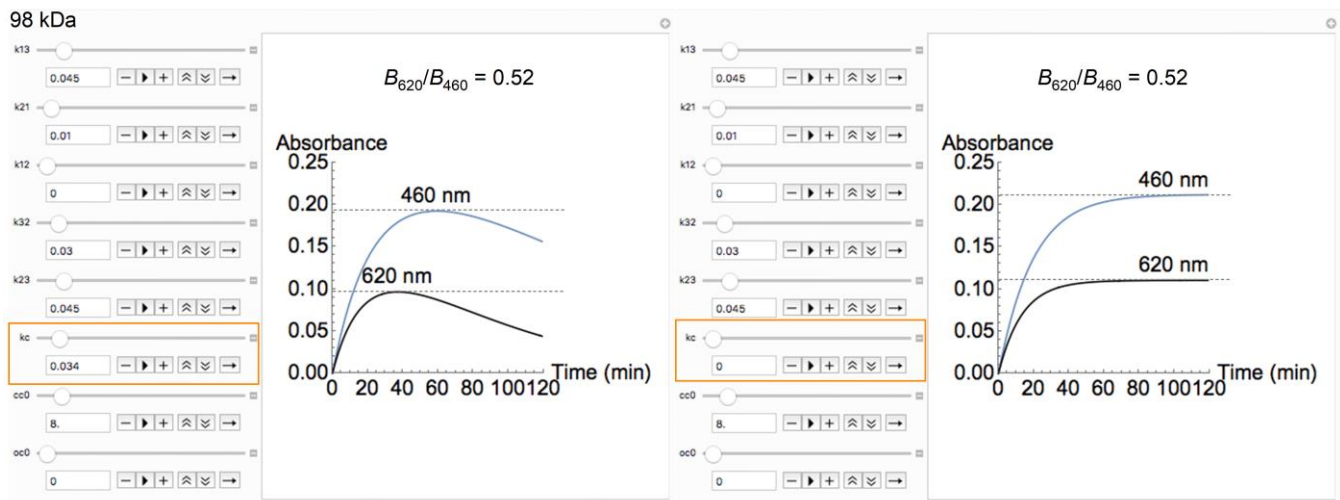 98 kDa
k13
0.045
k21
0.01
k12
0
k32
0.03
k23
0.045
kc
0.034
cc0
8.
oc0
0
B620/B460 = 0.52
Absorbance
0.25
0.20
0.15
0.10
0.05
0.00
460 nm
620 nm
0 20 40 60 80 100 120
Time (min)
k13
0.045
k21
0.01
k12
0
k32
0.03
k23
0.045
kc
0
cc0
8.
oc0
0
B620/B460 = 0.52
Absorbance
0.25
0.20
0.15
0.10
0.05
0.00
460 nm
620 nm
0 20 40 60 80 100 120
Time (min)